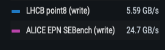 LHCB point8 (write) 5.59 GB/s
ALICE EPN SEBench (write) 24.7 GB/s